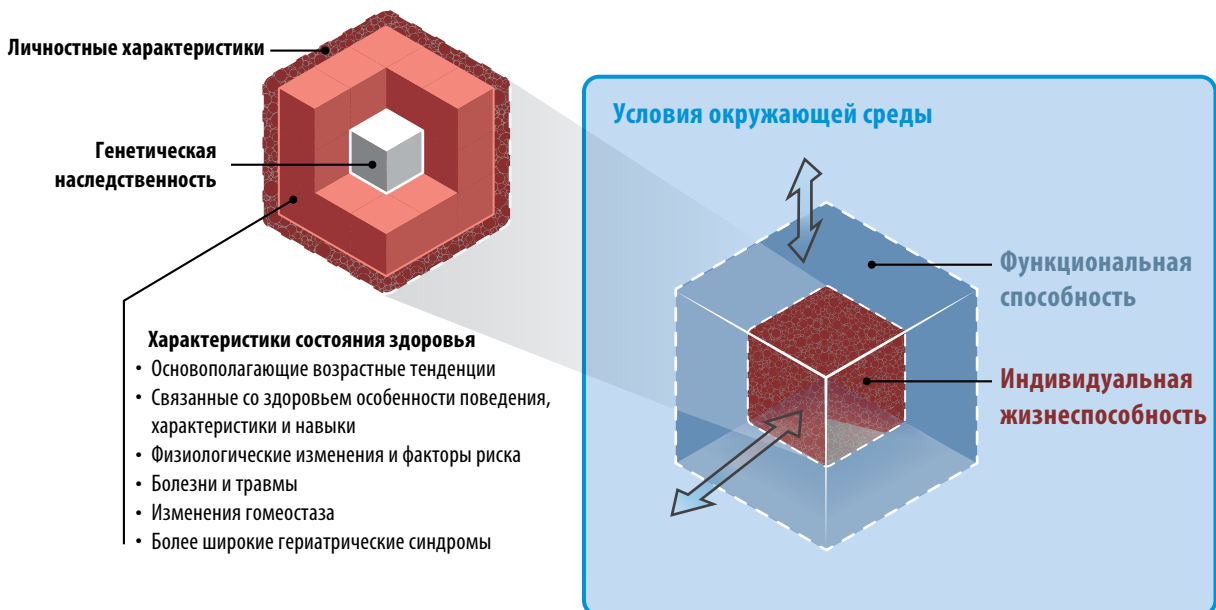 Личностные характеристики
Генетическая
наследственность
Характеристики состояния здоровья
• Основополагающие возрастные тенденции
• Связанные со здоровьем особенности поведения,
характеристики и навыки
• Физиологические изменения и факторы риска
• Болезни и травмы
• Изменения гомеостаза
• Более широкие гериатрические синдромы
Условия окружающей среды
Функциональная
способность
Индивидуальная
жизнеспособность